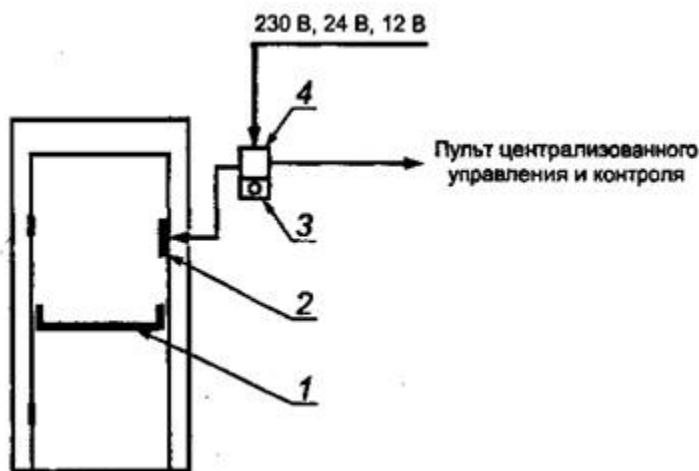 230 В, 24 В, 12 В
4
Пульт централизованного
управления и контроля
3
2
1